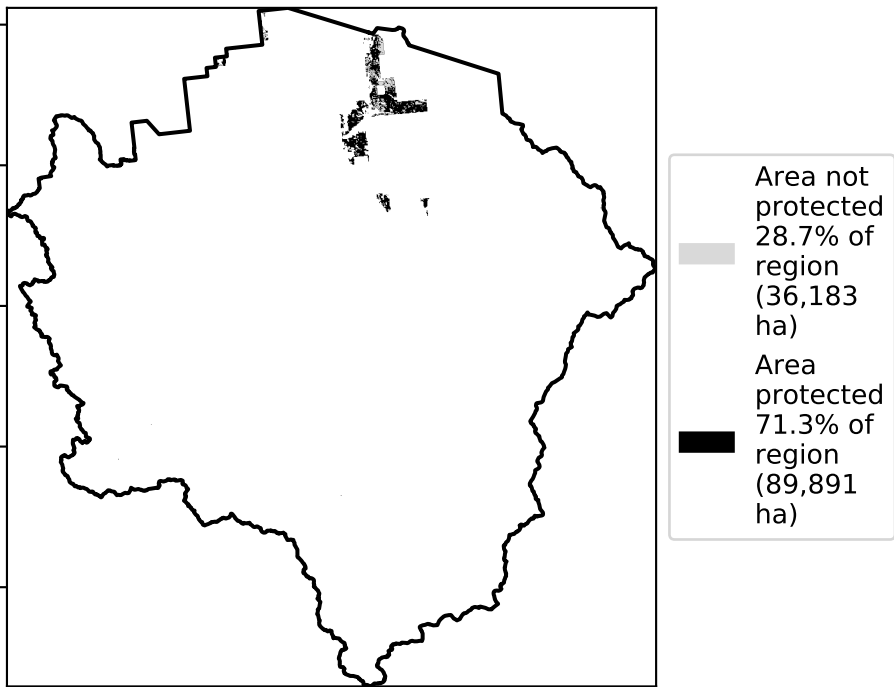 Area not
protected
28.7% of
region
(36,183
ha)
Area
protected
71.3% of
region
(89,891
ha)